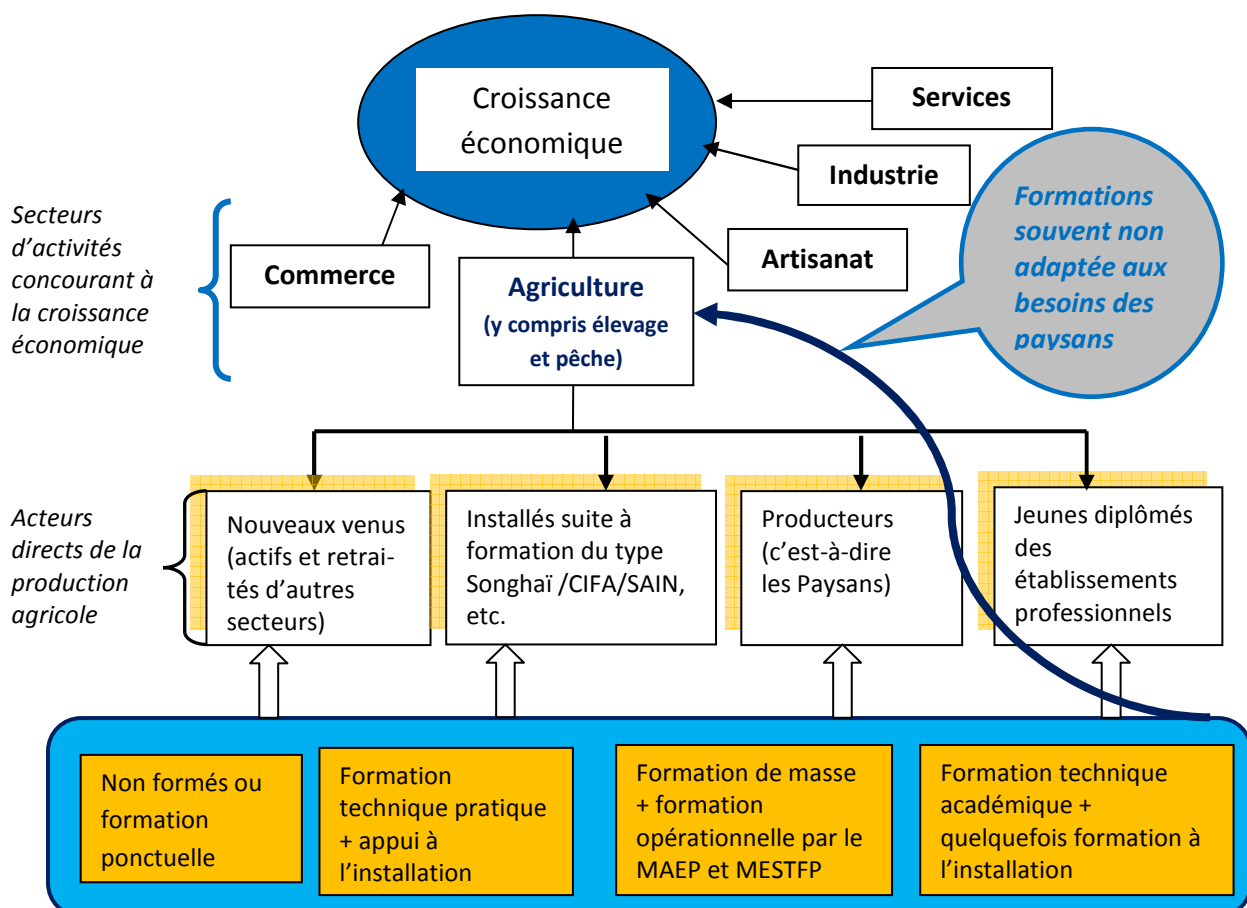 Croissance
économique
Services
Industrie
Artisanat
Commerce
Agriculture
(y compris élevage
et pêche)
Secteurs
d’activités
concourant à
la croissance
économique
Formations
souvent non
adaptée aux
besoins des
paysans
Acteurs
directs de la
production
agricole
Nouveaux venus
(actifs et retrai-
tés d’autres
secteurs)
Installés suite à
formation du type
Songhaï /CIFA/SAIN,
etc.
Producteurs
(c’est-à-dire
les Paysans)
Jeunes diplômés
des
établissements
professionnels
Non formés ou
formation
ponctuelle
Formation
technique pratique
+ appui à
l’installation
Formation de masse
+ formation
opérationnelle par le
MAEP et MESTFP
Formation technique
académique +
quelquefois formation à
l’installation